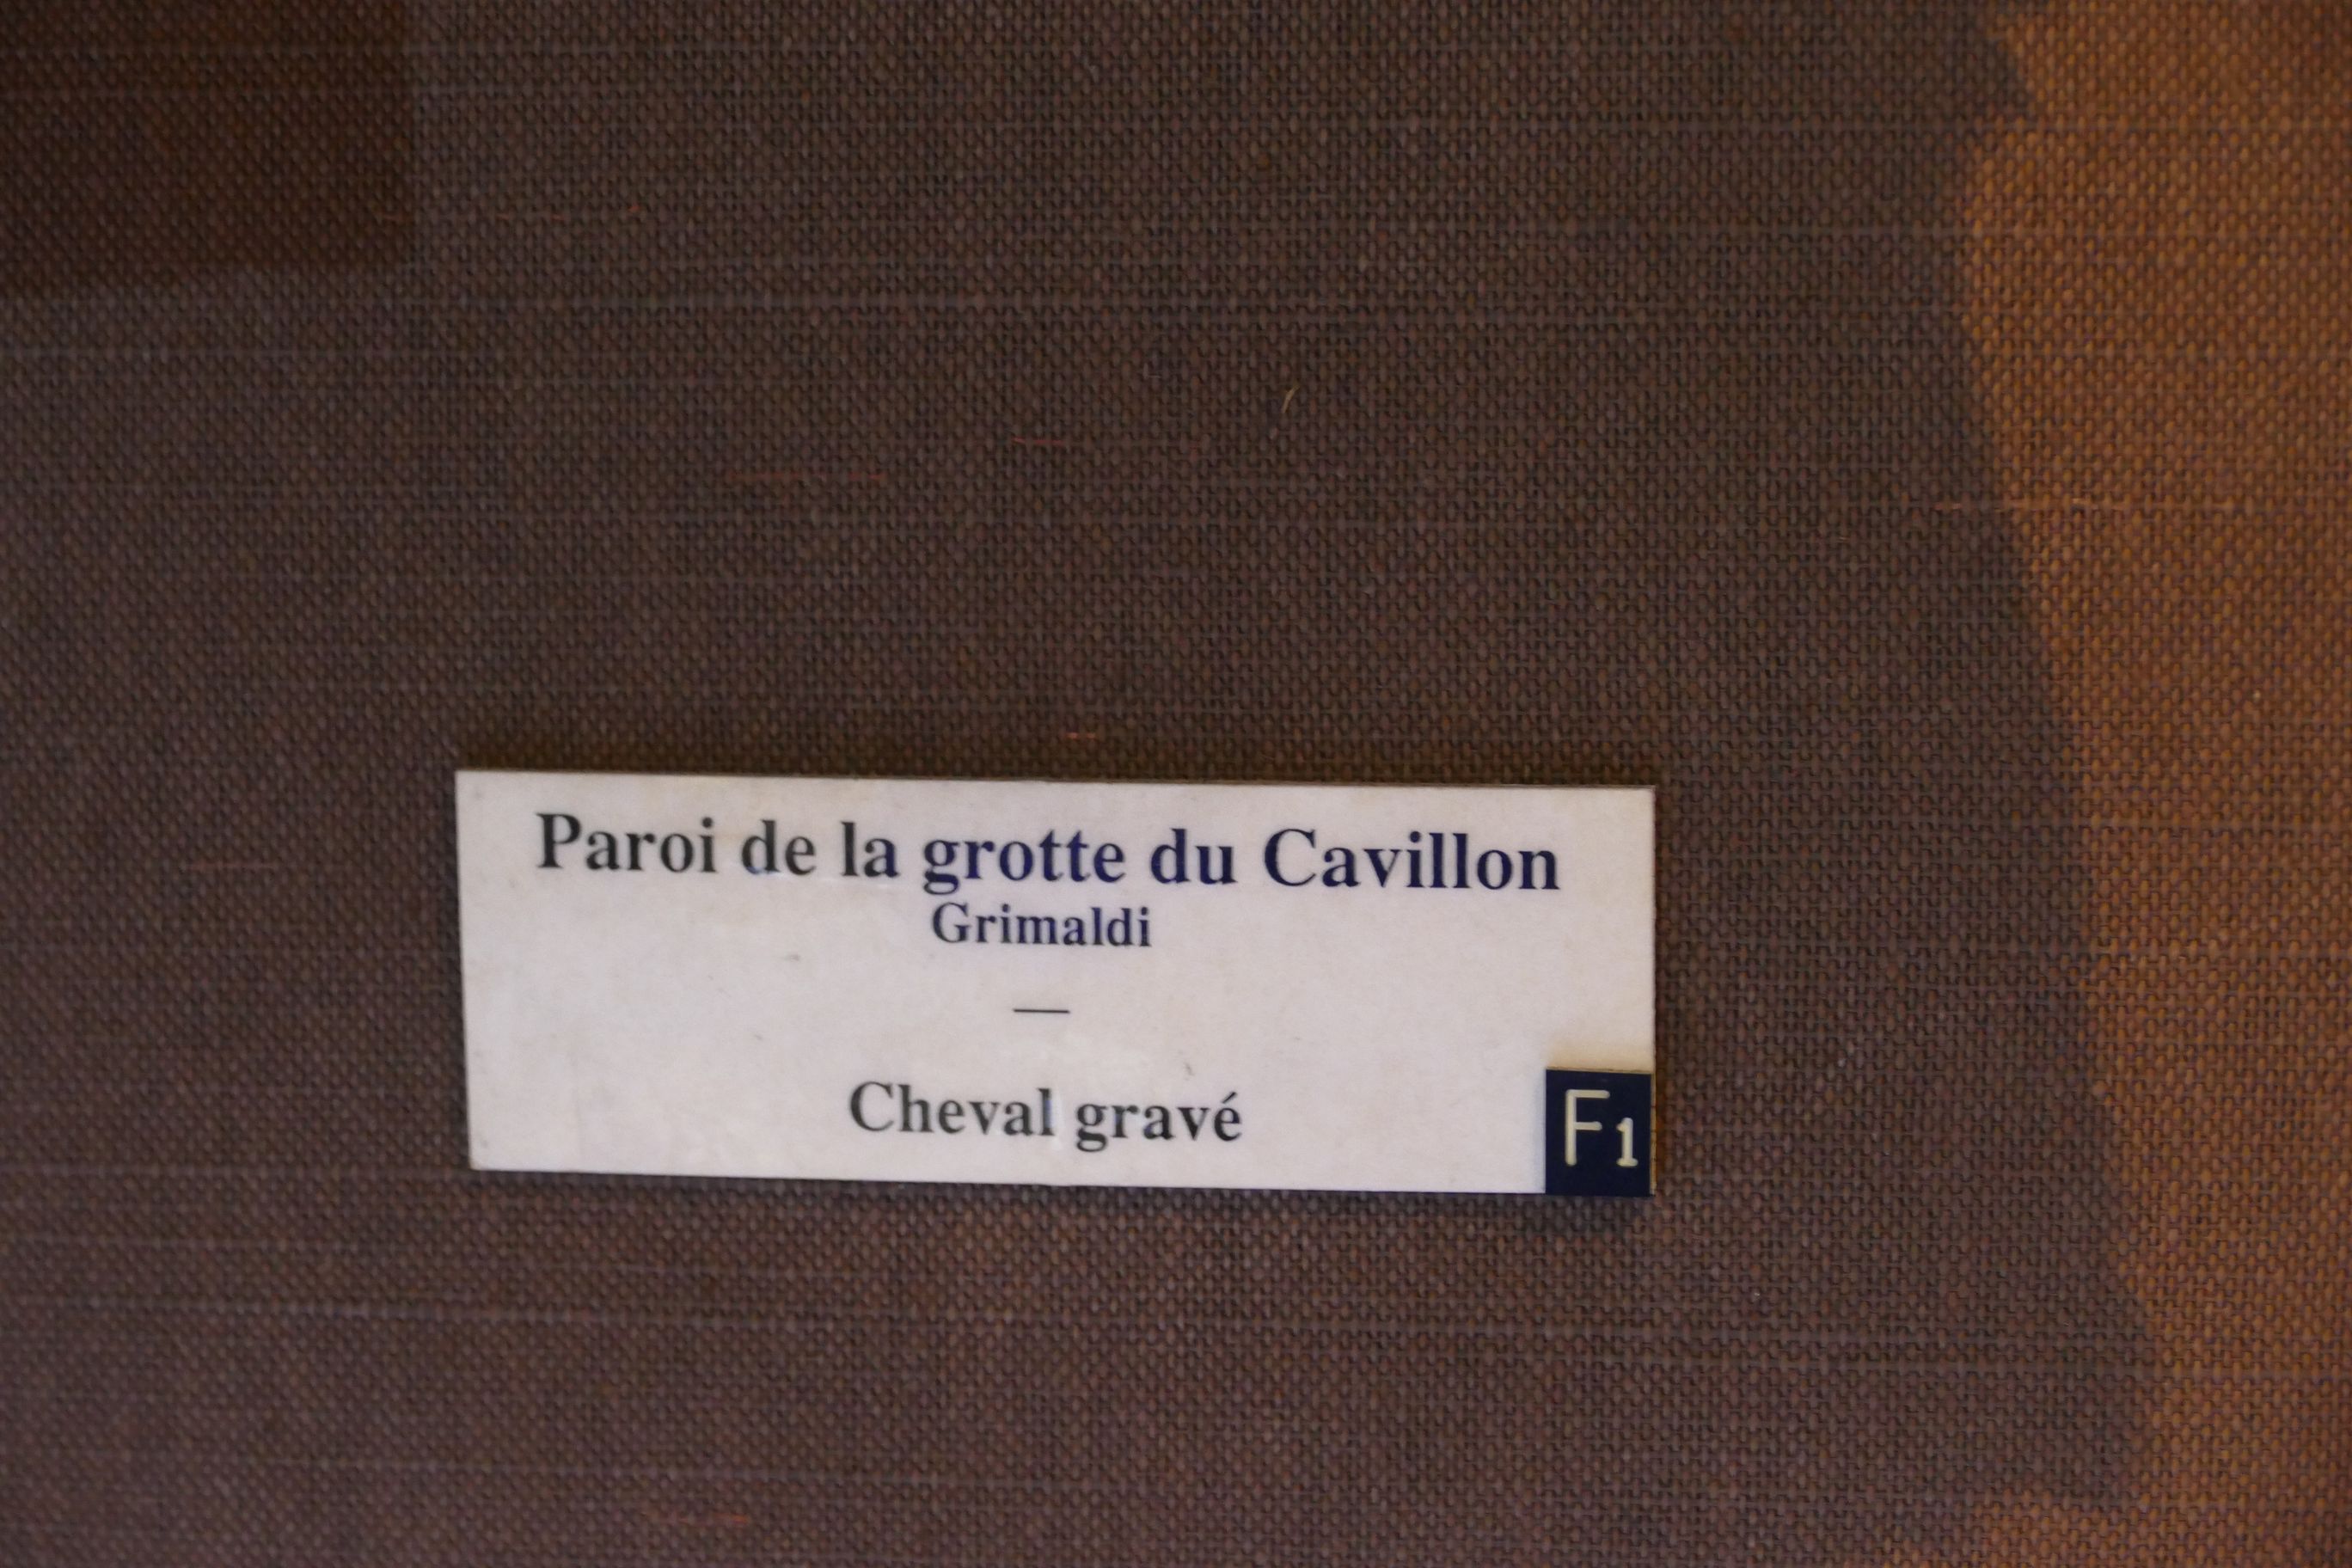 Paroi de la grotte du Cavillon
Grimaldi
—
Cheval gravé
F1